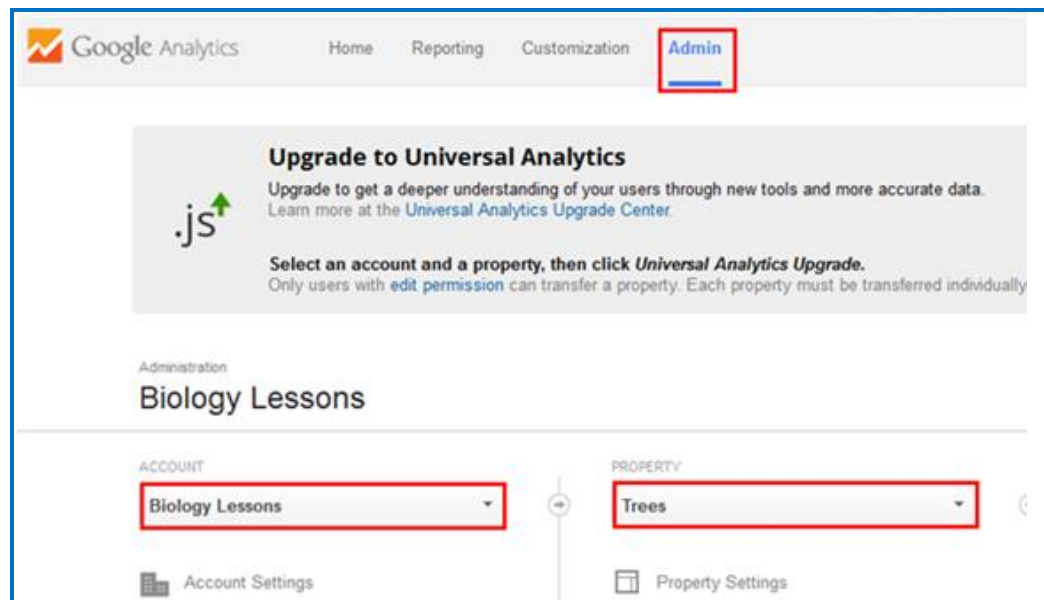 Google Analytics Home Reporting Customization Admin
Upgrade to Universal Analytics
Upgrade to get a deeper understanding of your users through new tools and more accurate data.
Learn more at the Universal Analytics Upgrade Center.
.js
Select an account and a property, then click Universal Analytics Upgrade.
Only users with edit permission can transfer a property. Each property must be transferred individually
Administration
Biology Lessons
ACCOUNT
Biology Lessons
Account Settings
PROPERTY
Trees
Property Settings